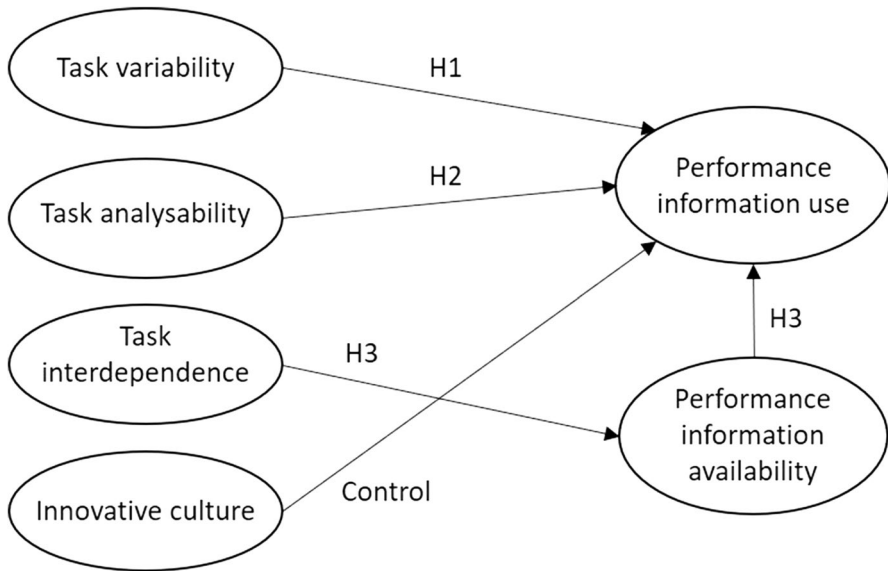 Task variability
H1
Performance
information use
H2
Task analysability
Task
interdependence
H3
H3
Performance
information
availability
Innovative culture
Control